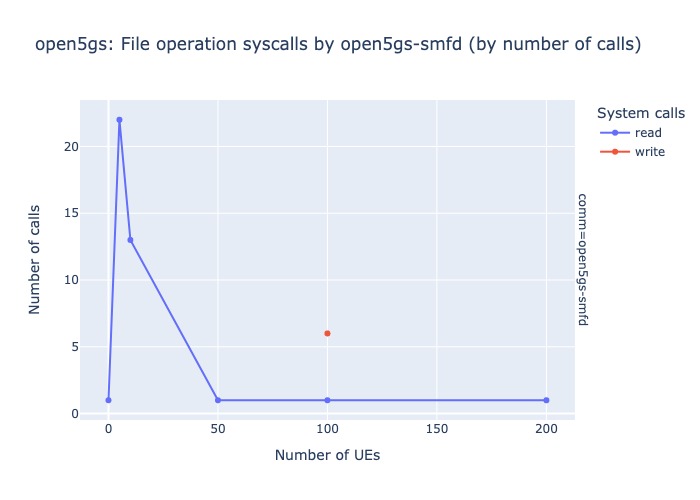 open5gs: File operation syscalls by open5gs-smfd (by number of calls)
System calls
read
write
Number of calls
20
15
10
5
0
comm=open5gs-smfd
0
50
100
150
200
Number of UEs